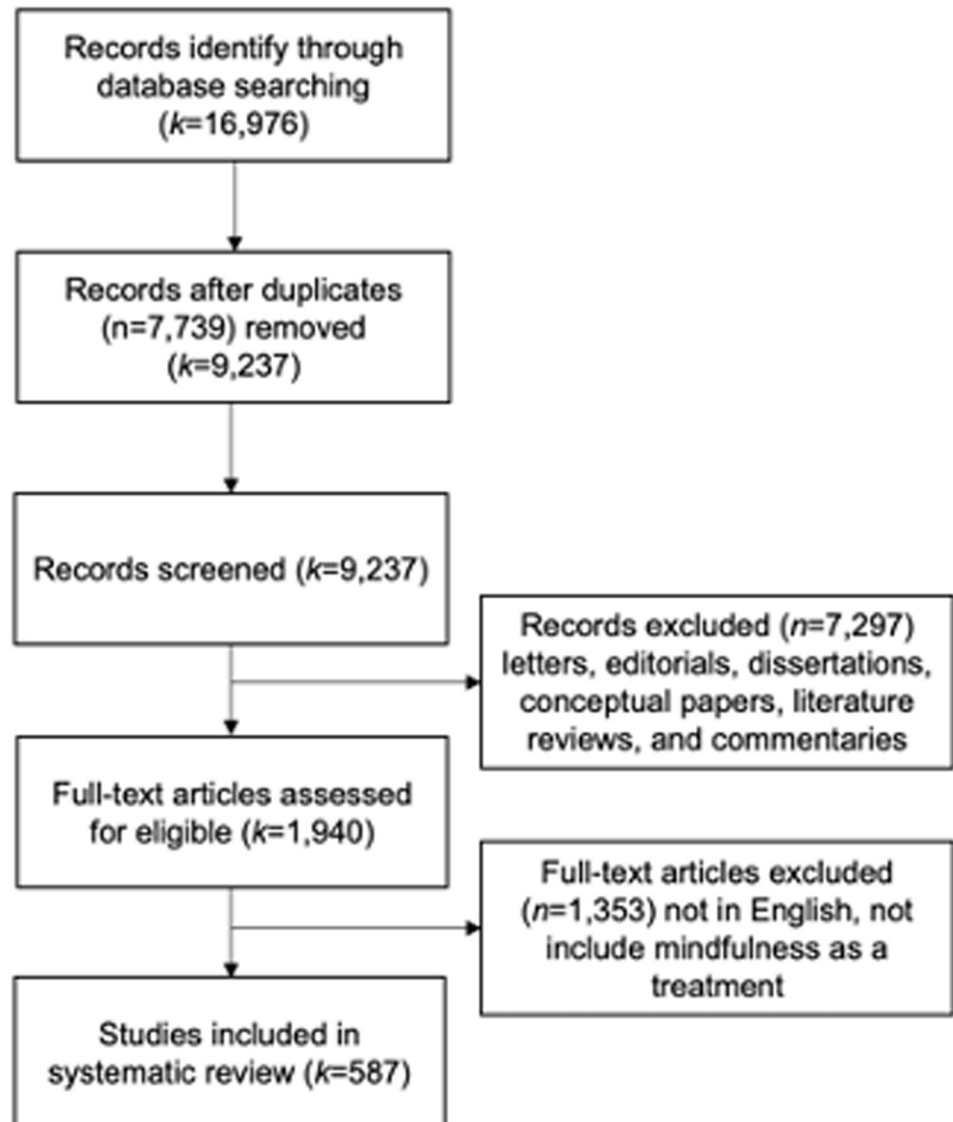 Records identify through
database searching
(k=16,976)
Records after duplicates
(n=7,739) removed
(k=9,237)
Records screened (k=9,237)
Records excluded (n=7,297)
letters, editorials, dissertations,
conceptual papers, literature
reviews, and commentaries
Full-text articles assessed
for eligible (k=1,940)
Full-text articles excluded
(n=1,353) not in English, not
include mindfulness as a
treatment
Studies included in
systematic review (k=587)